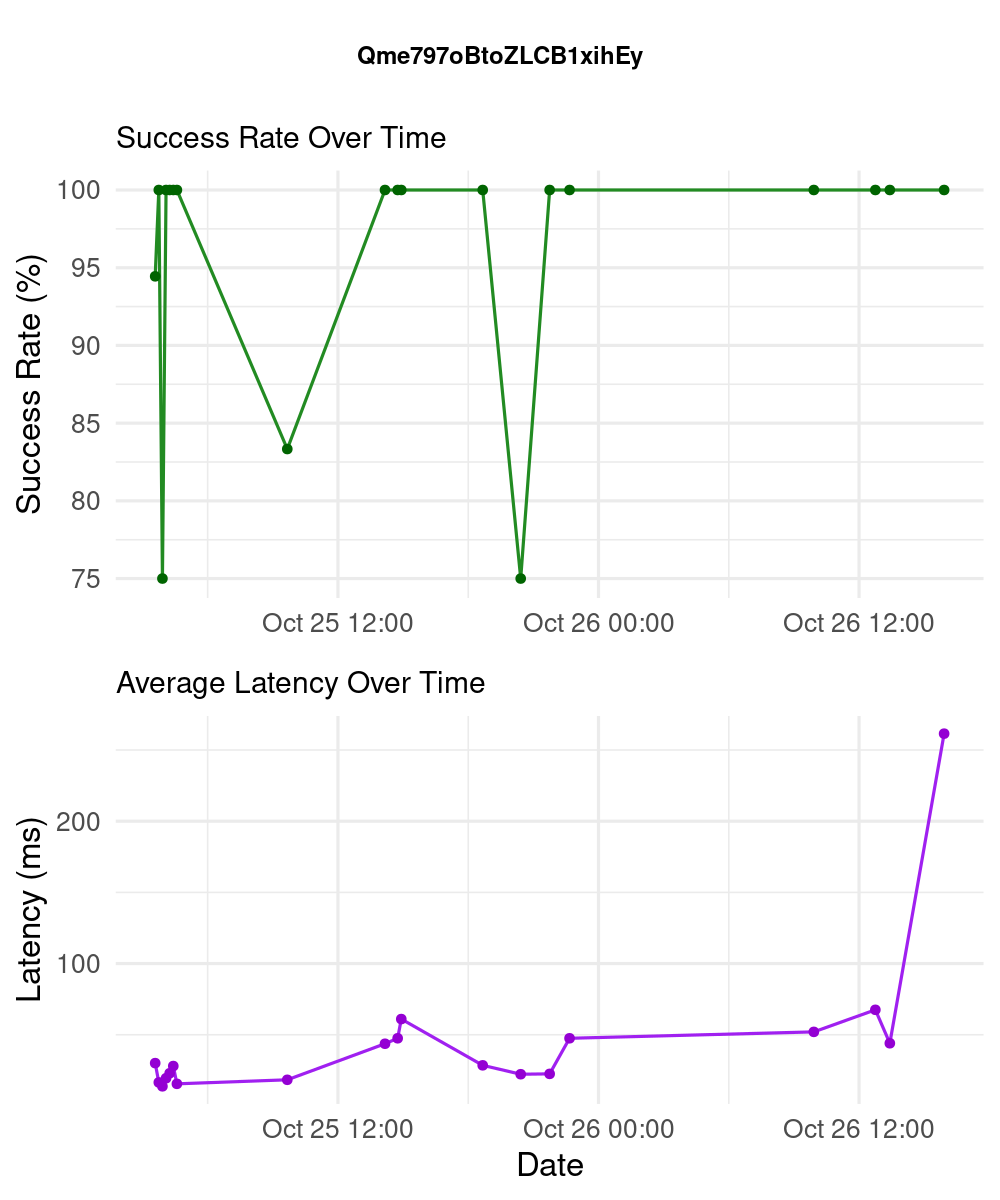 Qme797oBtoZLCB1xihEy
Success Rate Over Time
Success Rate (%)
100
95
90
85
80
75
Oct 25 12:00 Oct 26 00:00 Oct 26 12:00
Average Latency Over Time
Latency (ms)
200
100
Oct 25 12:00 Oct 26 00:00 Oct 26 12:00
Date